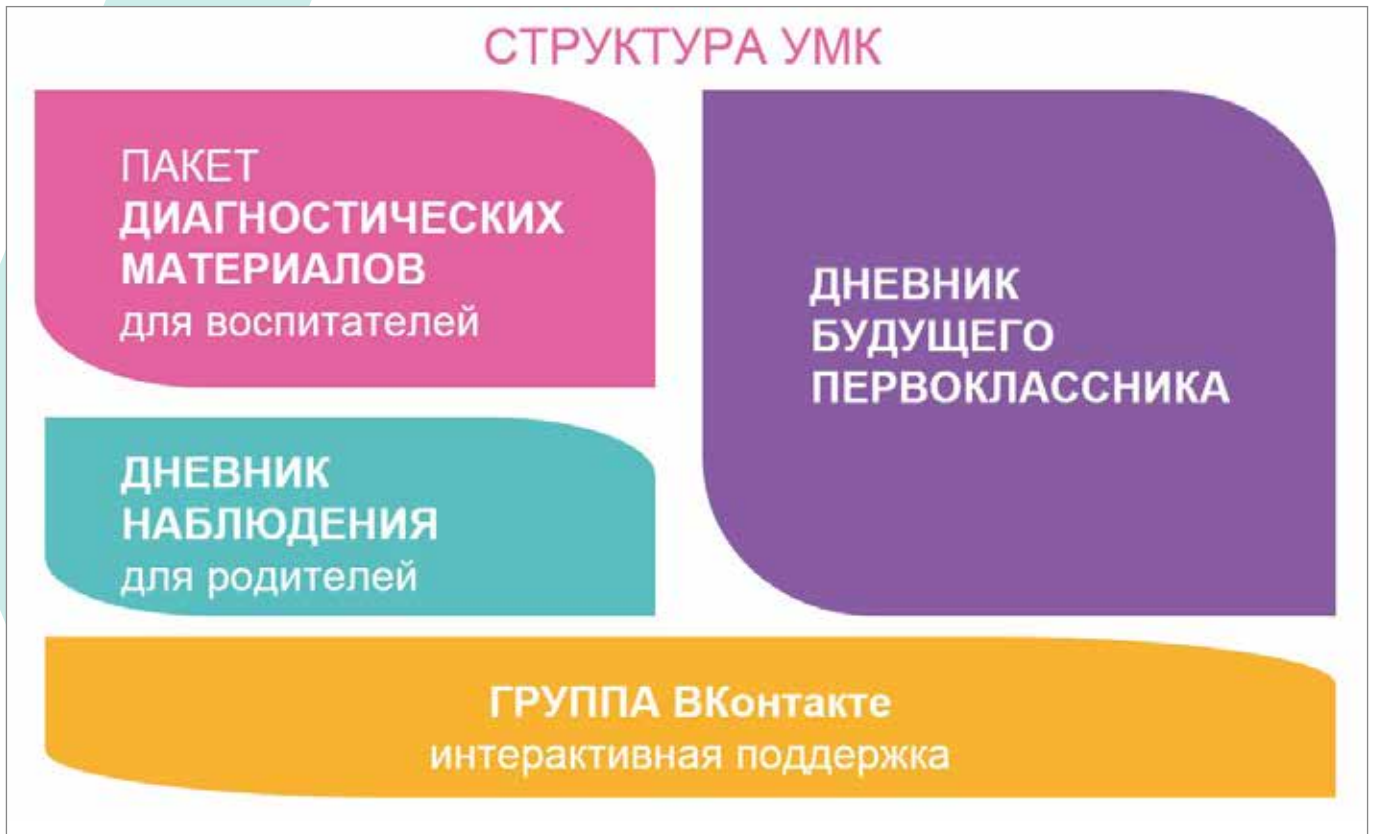 СТРУКТУРА УМК
ПАКЕТ
ДИАГНОСТИЧЕСКИХ
МАТЕРИАЛОВ
для воспитателей
ДНЕВНИК
НАБЛЮДЕНИЯ
для родителей
ДНЕВНИК
БУДУЩЕГО
ПЕРВОКЛАССНИКА
ГРУППА ВКонтакте
интерактивная поддержка